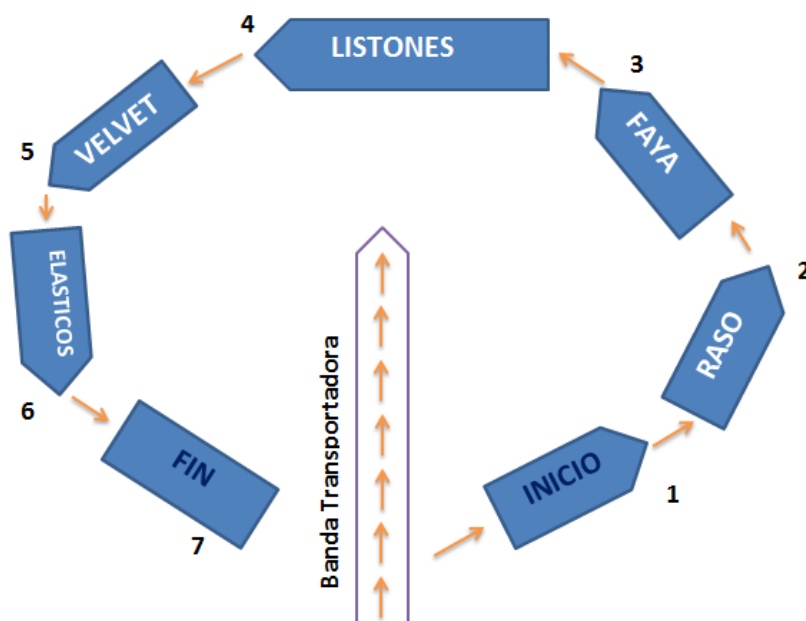 4
LISTONES
3
FAYA
5
VELVET
2
RASO
ELASTICOS
6
FIN
7
Banda Transportadora
INICIO
1